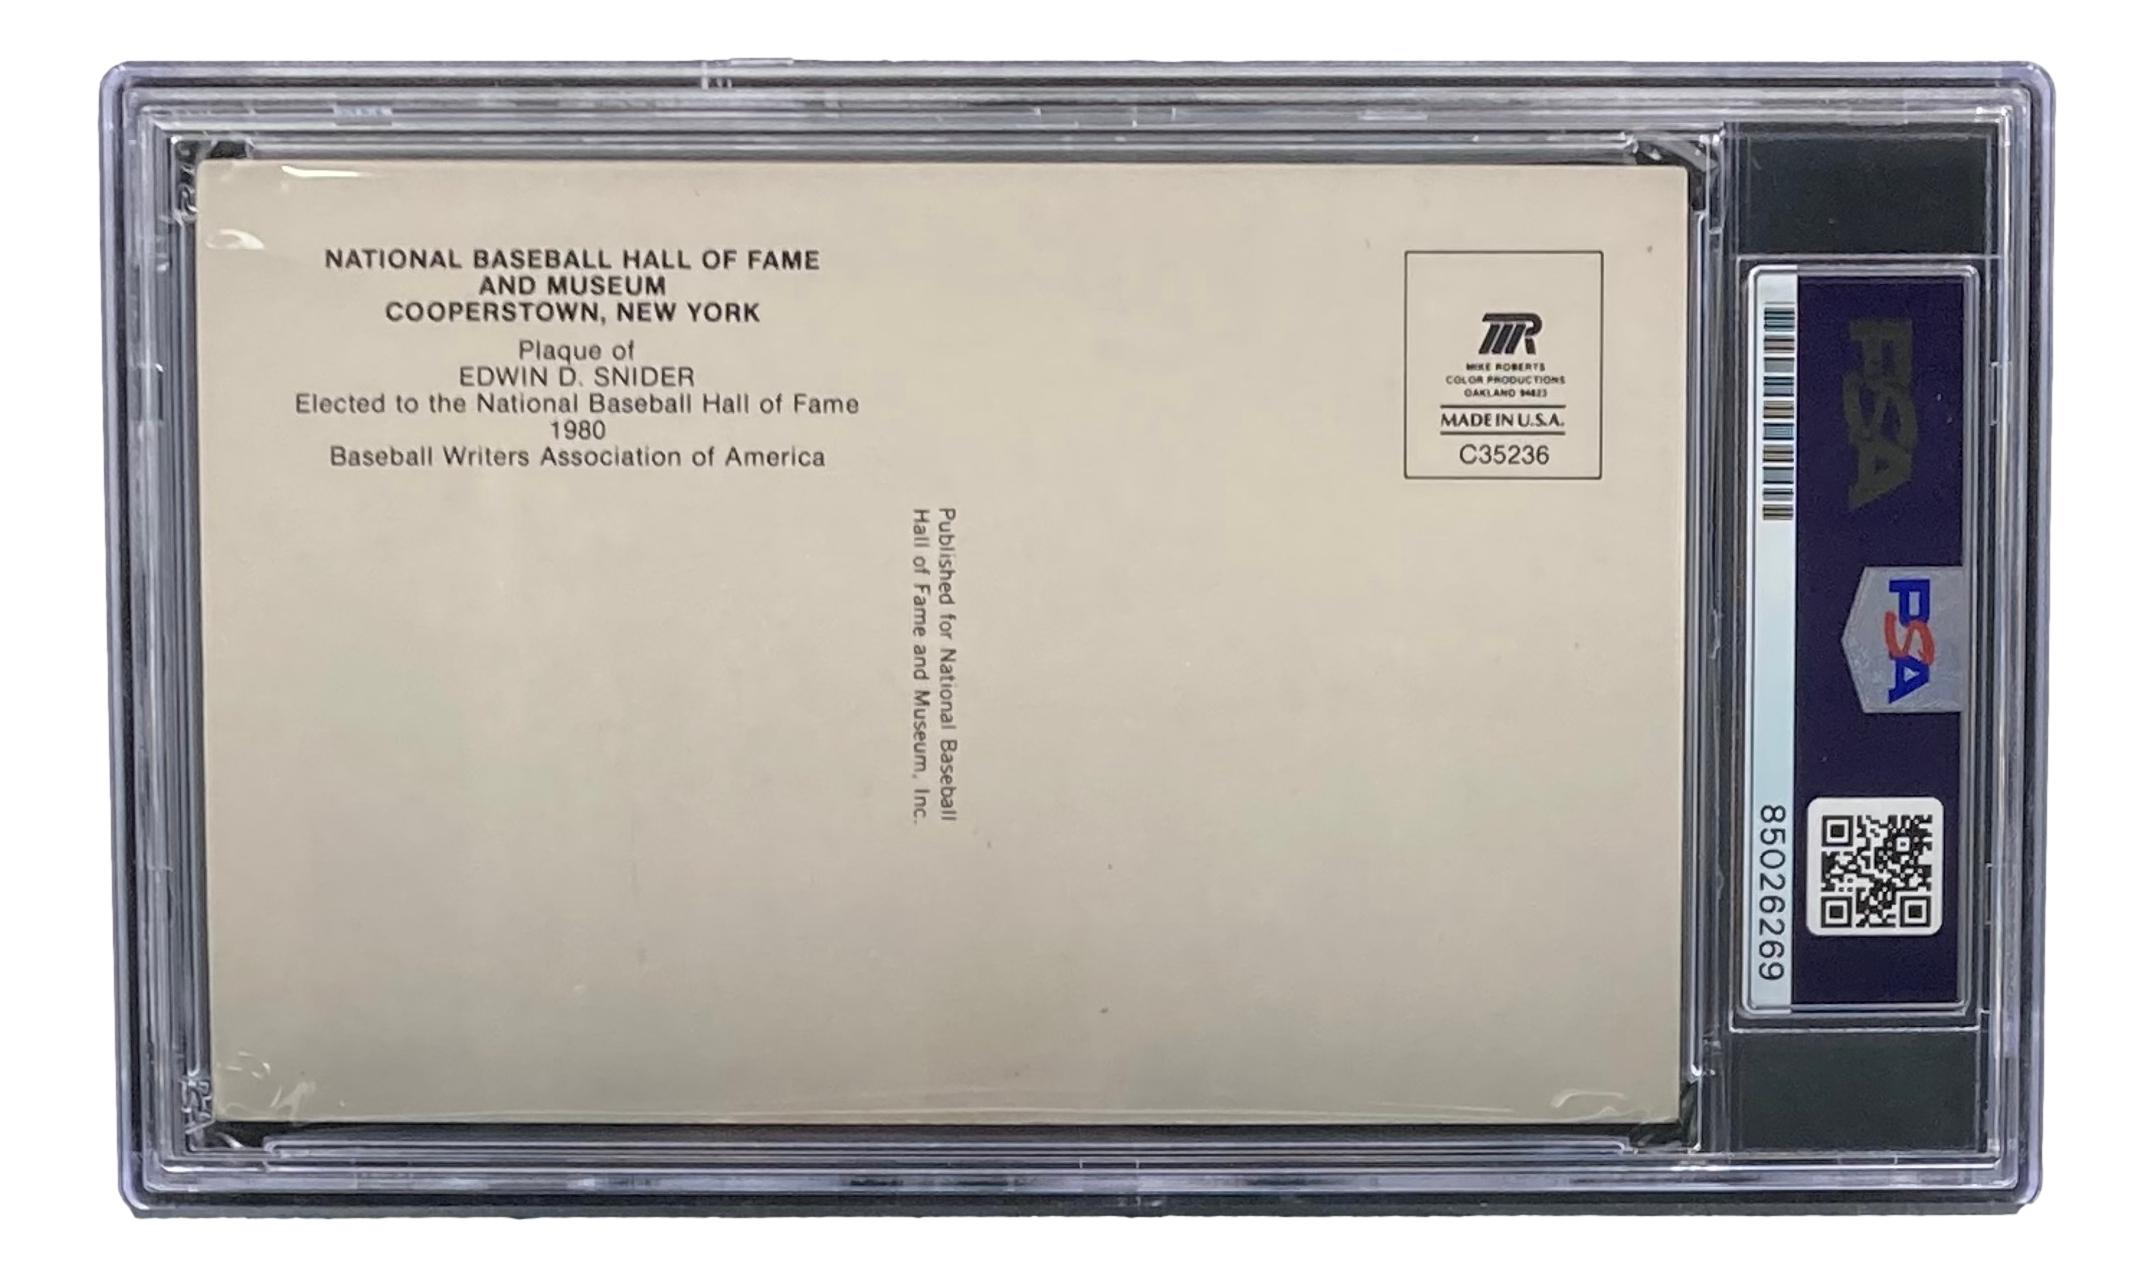 NATIONAL BASEBALL HALL OF FAME
AND MUSEUM
COOPERSTOWN, NEW YORK
Plaque of
EDWIN D. SNIDER
Elected to the National Baseball Hall of Fame
1980
Baseball Writers Association of America
Published for National Baseball
Hall of Fame and Museum, Inc.
MR
MIKE ROBERTS
COLOR PRODUCTIONS
OAKLAND 94623
MADE IN U.S.A.
C35236
PSA
PSA
85026269